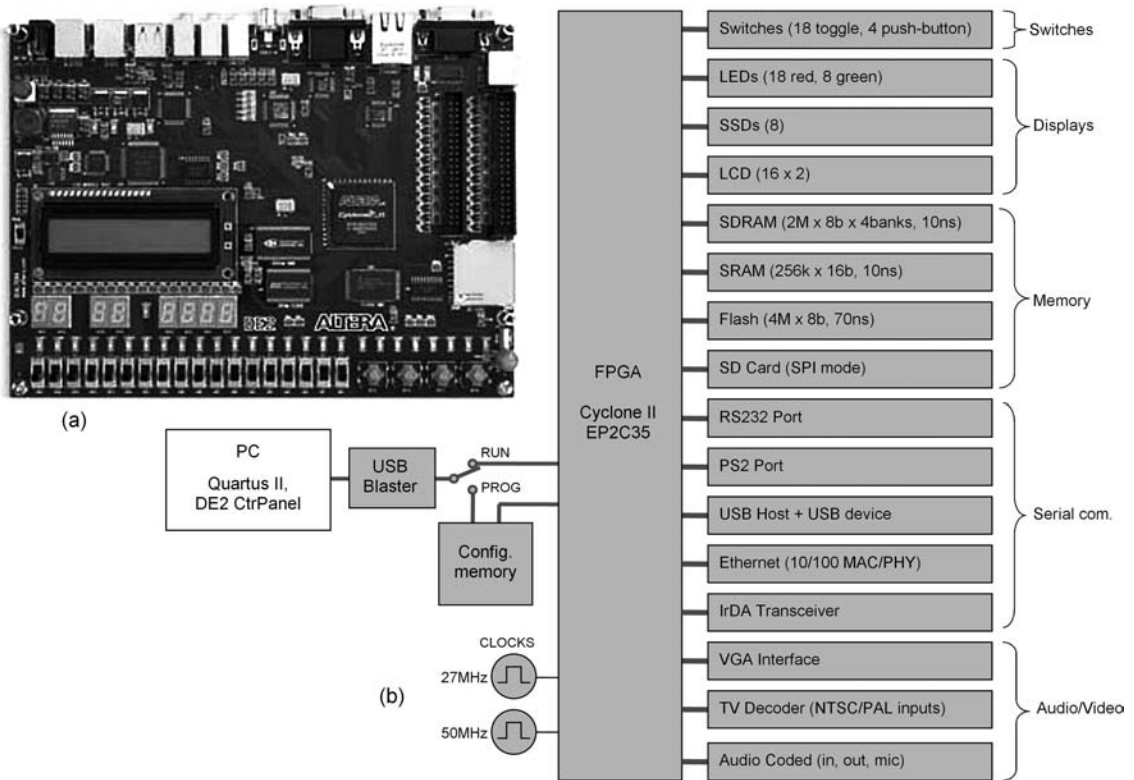 ALTERA
Cyclone II
DE2
ALTERA
(a)
PC
Quartus II,
DE2 CtrPanel
USB
Blaster
RUN
PROG
Config.
memory
CLOCKS
27MHz
50MHz
(b)
FPGA
Cyclone II
EP2C35
Switches (18 toggle, 4 push-button)
Switches
LEDs (18 red, 8 green)
SSDs (8)
LCD (16 x 2)
Displays
SDRAM (2M x 8b x 4banks, 10ns)
SRAM (256k x 16b, 10ns)
Flash (4M x 8b, 70ns)
SD Card (SPI mode)
Memory
RS232 Port
PS2 Port
USB Host + USB device
Ethernet (10/100 MAC/PHY)
IrDA Transceiver
Serial com.
VGA Interface
TV Decoder (NTSC/PAL inputs)
Audio Coded (in, out, mic)
Audio/Video